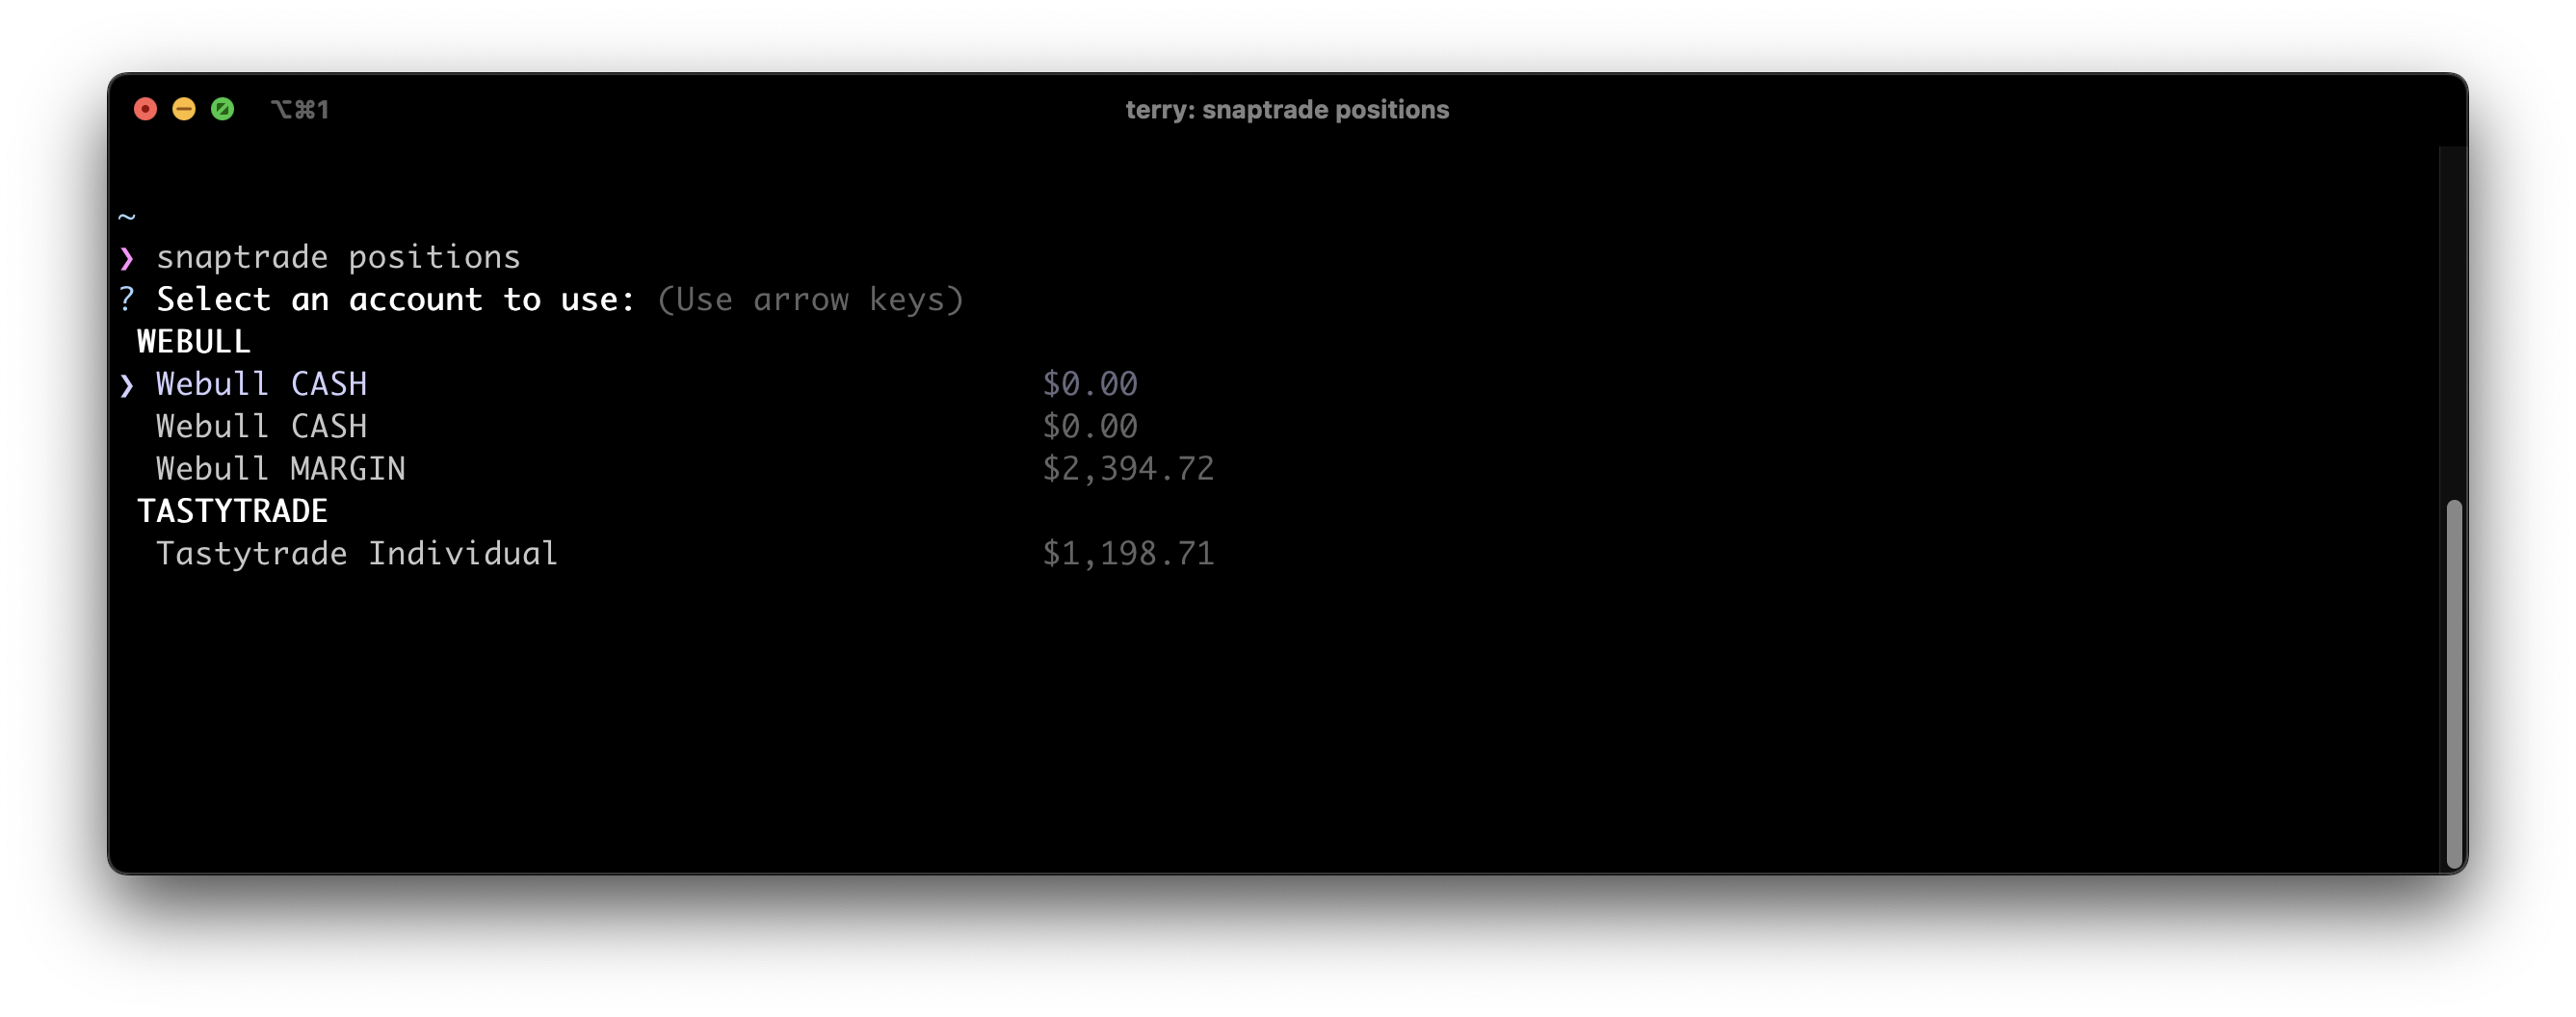 ⌥⌘1 terry: snaptrade positions
~
❯ snaptrade positions
? Select an account to use: (Use arrow keys)
WEBULL
❯ Webull CASH $0.00
Webull CASH $0.00
Webull MARGIN $2,394.72
TASTYTRADE
Tastytrade Individual $1,198.71